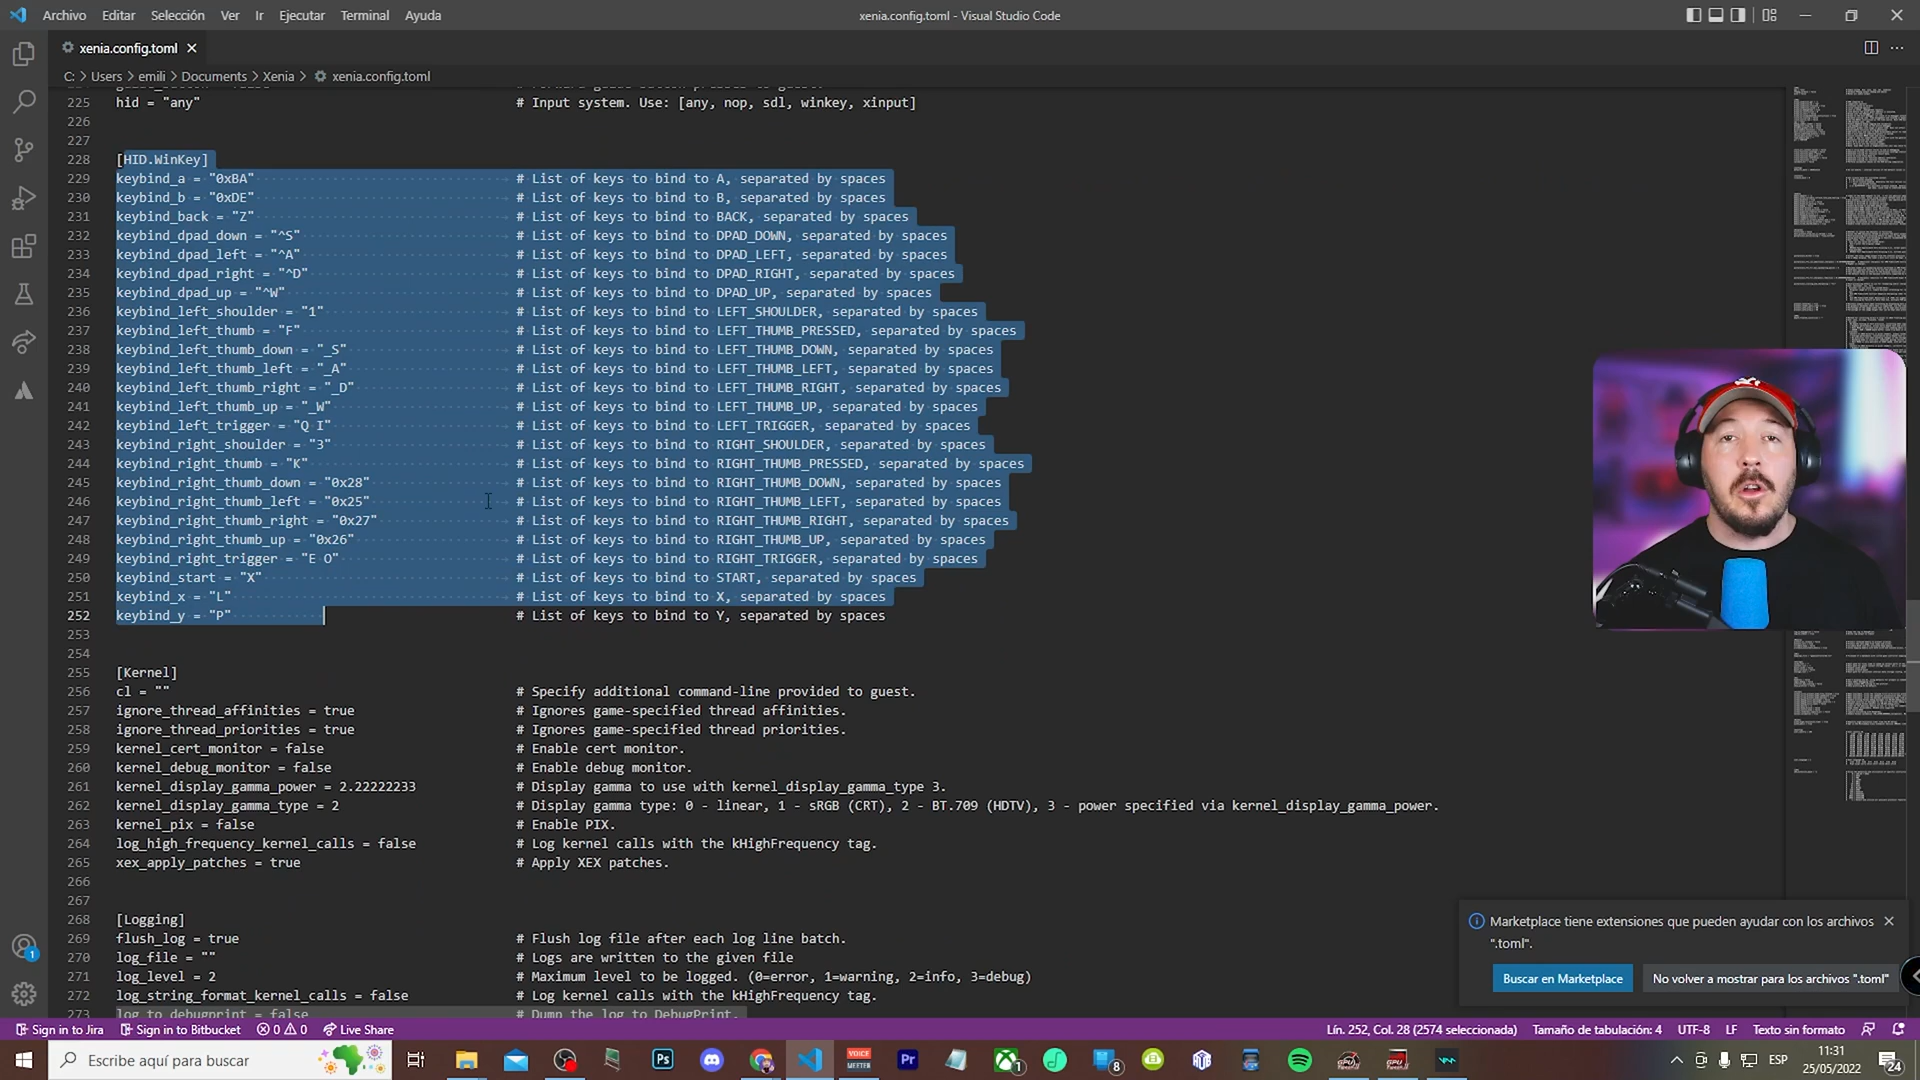 Archivo Editar Selección Ver Ir Ejecutar Terminal Ayuda
xenia.config.toml - Visual Studio Code
xenia.config.toml
C: > Users > emili > Documents > Xenia > xenia.config.toml
225 hid = "any" # Input system. Use: [any, nop, sdl, winkey, xinput]
226
227
228 [HID.WinKey]
229 keybind_a = "0xBA" # List of keys to bind to A, separated by spaces
230 keybind_b = "0xDE" # List of keys to bind to B, separated by spaces
231 keybind_back = "Z" # List of keys to bind to BACK, separated by spaces
232 keybind_dpad_down = "^S" # List of keys to bind to DPAD_DOWN, separated by spaces
233 keybind_dpad_left = "^A" # List of keys to bind to DPAD_LEFT, separated by spaces
234 keybind_dpad_right = "^D" # List of keys to bind to DPAD_RIGHT, separated by spaces
235 keybind_dpad_up = "^W" # List of keys to bind to DPAD_UP, separated by spaces
236 keybind_left_shoulder = "1" # List of keys to bind to LEFT_SHOULDER, separated by spaces
237 keybind_left_thumb = "F" # List of keys to bind to LEFT_THUMB_PRESSED, separated by spaces
238 keybind_left_thumb_down = "_S" # List of keys to bind to LEFT_THUMB_DOWN, separated by spaces
239 keybind_left_thumb_left = "_A" # List of keys to bind to LEFT_THUMB_LEFT, separated by spaces
240 keybind_left_thumb_right = "_D" # List of keys to bind to LEFT_THUMB_RIGHT, separated by spaces
241 keybind_left_thumb_up = "_W" # List of keys to bind to LEFT_THUMB_UP, separated by spaces
242 keybind_left_trigger = "Q I" # List of keys to bind to LEFT_TRIGGER, separated by spaces
243 keybind_right_shoulder = "3" # List of keys to bind to RIGHT_SHOULDER, separated by spaces
244 keybind_right_thumb = "K" # List of keys to bind to RIGHT_THUMB_PRESSED, separated by spaces
245 keybind_right_thumb_down = "0x28" # List of keys to bind to RIGHT_THUMB_DOWN, separated by spaces
246 keybind_right_thumb_left = "0x25" # List of keys to bind to RIGHT_THUMB_LEFT, separated by spaces
247 keybind_right_thumb_right = "0x27" # List of keys to bind to RIGHT_THUMB_RIGHT, separated by spaces
248 keybind_right_thumb_up = "0x26" # List of keys to bind to RIGHT_THUMB_UP, separated by spaces
249 keybind_right_trigger = "E O" # List of keys to bind to RIGHT_TRIGGER, separated by spaces
250 keybind_start = "X" # List of keys to bind to START, separated by spaces
251 keybind_x = "L" # List of keys to bind to X, separated by spaces
252 keybind_y = "P" # List of keys to bind to Y, separated by spaces
253
254
255 [Kernel]
256 cl = "" # Specify additional command-line provided to guest.
257 ignore_thread_affinities = true # Ignores game-specified thread affinities.
258 ignore_thread_priorities = true # Ignores game-specified thread priorities.
259 kernel_cert_monitor = false # Enable cert monitor.
260 kernel_debug_monitor = false # Enable debug monitor.
261 kernel_display_gamma_power = 2.22222233 # Display gamma to use with kernel_display_gamma_type 3.
262 kernel_display_gamma_type = 2 # Display gamma type: 0 - linear, 1 - sRGB (CRT), 2 - BT.709 (HDTV), 3 - power specified via kernel_display_gamma_power.
263 kernel_pix = false # Enable PIX.
264 log_high_frequency_kernel_calls = false # Log kernel calls with the kHighFrequency tag.
265 xex_apply_patches = true # Apply XEX patches.
266
267
268 [Logging]
269 flush_log = true # Flush log file after each log line batch.
270 log_file = "" # Logs are written to the given file
271 log_level = 2 # Maximum level to be logged. (0=error, 1=warning, 2=info, 3=debug)
272 log_string_format_kernel_calls = false # Log kernel calls with the kHighFrequency tag.
273 log_to_debugprint = false # Dump the log to DebugPrint.
Marketplace tiene extensiones que pueden ayudar con los archivos
".toml".
Buscar en Marketplace No volver a mostrar para los archivos ".toml"
1
Sign in to Jira Sign in to Bitbucket 0 0 Live Share Lín. 252, Col. 28 (2574 seleccionada) Tamaño de tabulación: 4 UTF-8 LF Texto sin formato
Escribe aquí para buscar Ps VOICE MEETER Pr 1 8 ESP 11:31
25/05/2022 24